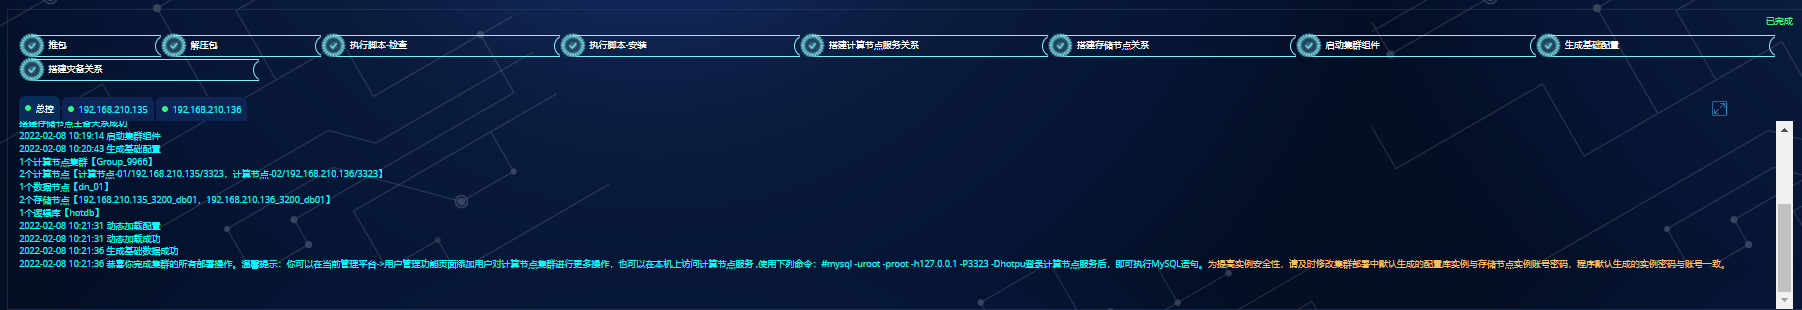 已完成
推包
解压包
执行脚本-检查
执行脚本-安装
搭建计算节点服务关系
搭建存储节点关系
启动集群组件
生成基础配置
搭建灾备关系
总控
192.168.210.135
192.168.210.136
搭建存储节点主备关系成功
2022-02-08 10:19:14 启动集群组件
2022-02-08 10:20:43 生成基础配置
1个计算节点集群【Group_9966】
2个计算节点【计算节点-01/192.168.210.135/3323，计算节点-02/192.168.210.136/3323】
1个数据节点【dn_01】
2个存储节点【192.168.210.135_3200_db01，192.168.210.136_3200_db01】
1个逻辑库【hotdb】
2022-02-08 10:21:31 动态加载配置
2022-02-08 10:21:31 动态加载成功
2022-02-08 10:21:36 生成基础数据成功
2022-02-08 10:21:36 恭喜你完成集群的所有部署操作。温馨提示：你可以在当前管理平台->用户管理功能页面添加用户对计算节点集群进行更多操作，也可以在本机上访问计算节点服务 ,使用下列命令：#mysql -uroot -proot -h127.0.0.1 -P3323 -Dhotpu登录计算节点服务后，即可执行MySQL语句。为提高实例安全性，请及时修改集群部署中默认生成的配置库实例与存储节点实例账号密码，程序默认生成的实例密码与账号一致。